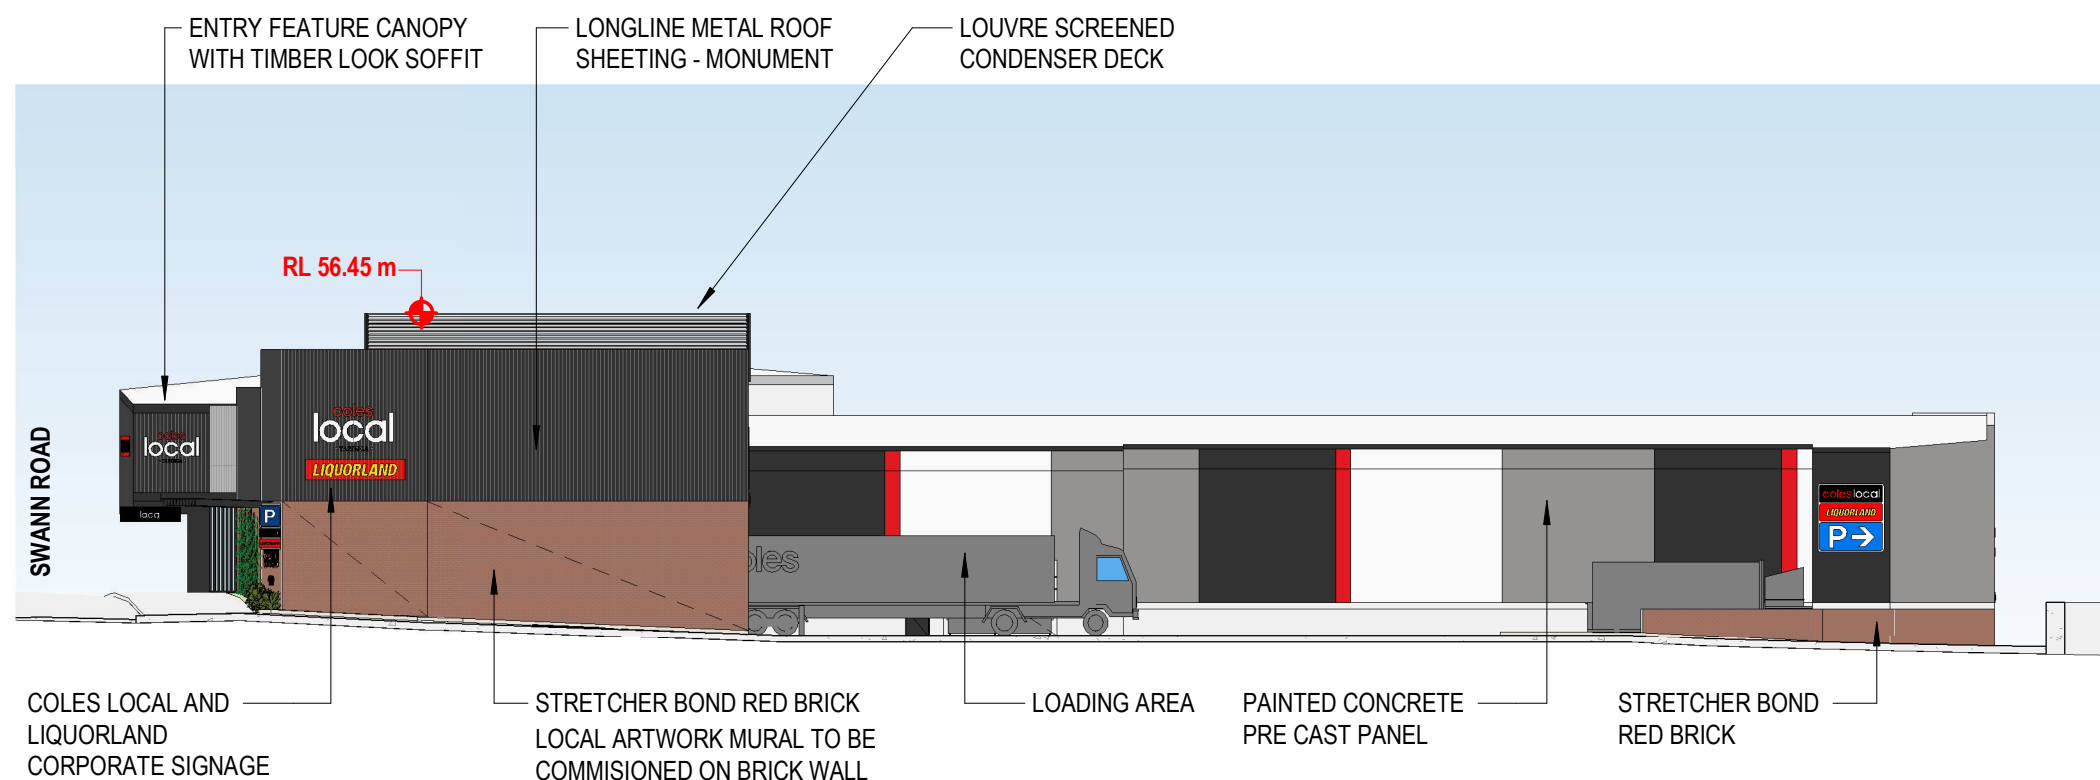 ENTRY FEATURE CANOPY
WITH TIMBER LOOK SOFFIT
LONGLINE METAL ROOF
SHEETING - MONUMENT
LOUVRE SCREENED
CONDENSER DECK
RL 56.45 m
SWANN ROAD
coles
local
coles
local
LIQUORLAND
loca
P
coles local
LIQUORLAND
P→
oles
COLES LOCAL AND
LIQUORLAND
CORPORATE SIGNAGE
STRETCHER BOND RED BRICK
LOCAL ARTWORK MURAL TO BE
COMMISIONED ON BRICK WALL
LOADING AREA
PAINTED CONCRETE
PRE CAST PANEL
STRETCHER BOND
RED BRICK